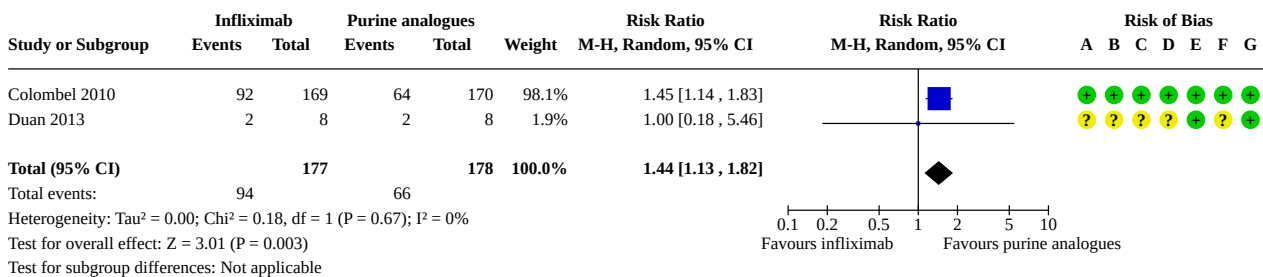 Infliximab Purine analogues Risk Ratio Risk Ratio Risk of Bias
Study or Subgroup Events Total Events Total Weight M-H, Random, 95% CI M-H, Random, 95% CI A B C D E F G
Colombel 2010 92 169 64 170 98.1% 1.45 [1.14 , 1.83] + + + + + + +
Duan 2013 2 8 2 8 1.9% 1.00 [0.18 , 5.46] ? ? ? ? + ? +
Total (95% CI) 177 178 100.0% 1.44 [1.13 , 1.82]
Total events: 94 66
Heterogeneity: Tau² = 0.00; Chi² = 0.18, df = 1 (P = 0.67); I² = 0%
0.1 0.2 0.5 1 2 5 10
Test for overall effect: Z = 3.01 (P = 0.003) Favours infliximab Favours purine analogues
Test for subgroup differences: Not applicable